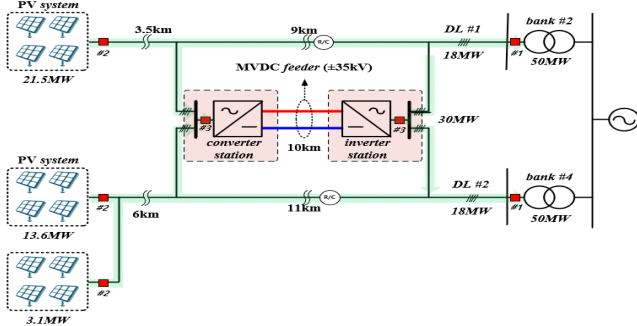 PV system
3.5km
9km
DL #1
bank #2
#2
R/C
#1
21.5MW
18MW
50MW
MVDC feeder (±35kV)
#3
#3
30MW
converter
station
10km
inverter
station
PV system
DL #2
bank #4
#2
6km
11km
R/C
#1
13.6MW
18MW
50MW
#2
3.1MW